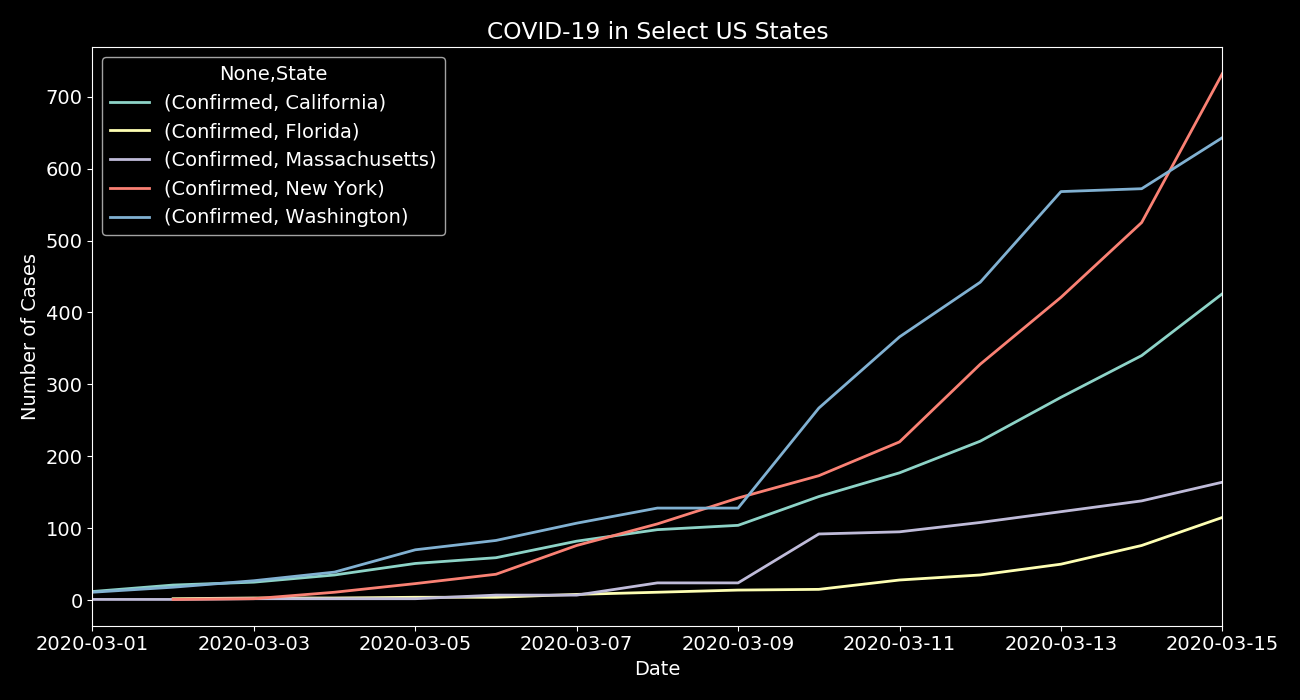 COVID-19 in Select US States
None,State
(Confirmed, California)
(Confirmed, Florida)
(Confirmed, Massachusetts)
(Confirmed, New York)
(Confirmed, Washington)
Number of Cases
700
600
500
400
300
200
100
0
2020-03-01 2020-03-03 2020-03-05 2020-03-07 2020-03-09 2020-03-11 2020-03-13 2020-03-15
Date